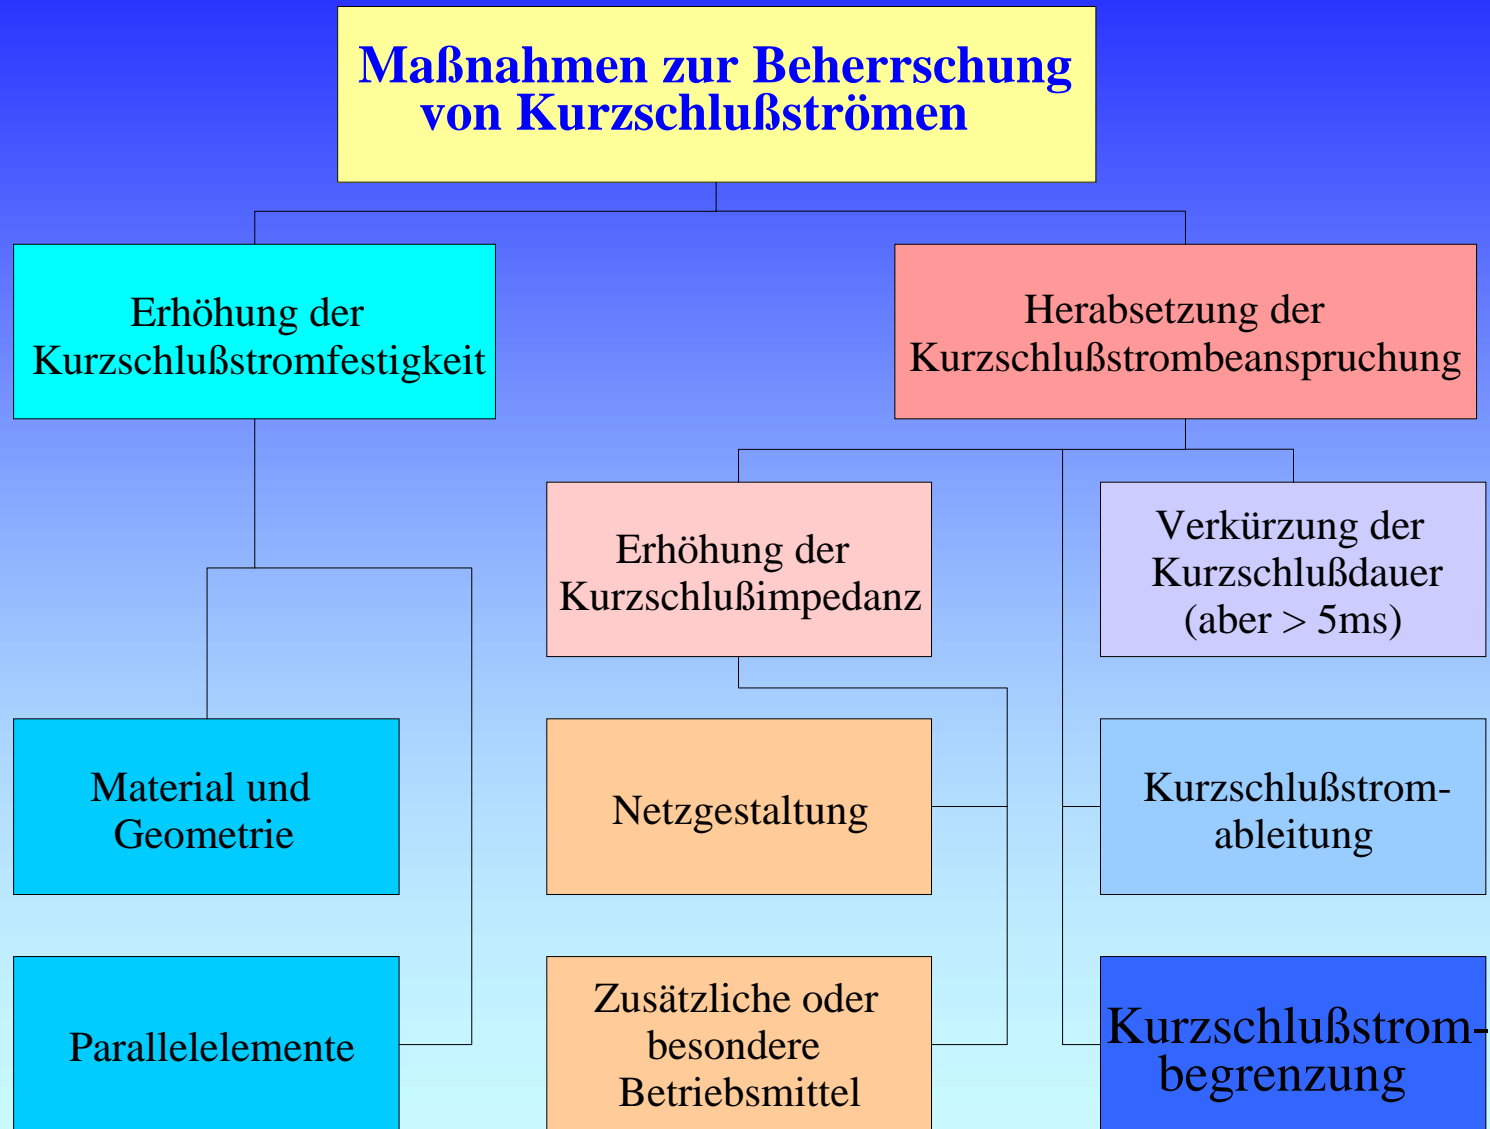 Maßnahmen zur Beherrschung
von Kurzschlußströmen
Erhöhung der
Kurzschlußstromfestigkeit
Herabsetzung der
Kurzschlußstrombeanspruchung
Erhöhung der
Kurzschlußimpedanz
Verkürzung der
Kurzschlußdauer
(aber > 5ms)
Material und
Geometrie
Netzgestaltung
Kurzschlußstrom-
ableitung
Parallelelemente
Zusätzliche oder
besondere
Betriebsmittel
Kurzschlußstrom-
begrenzung